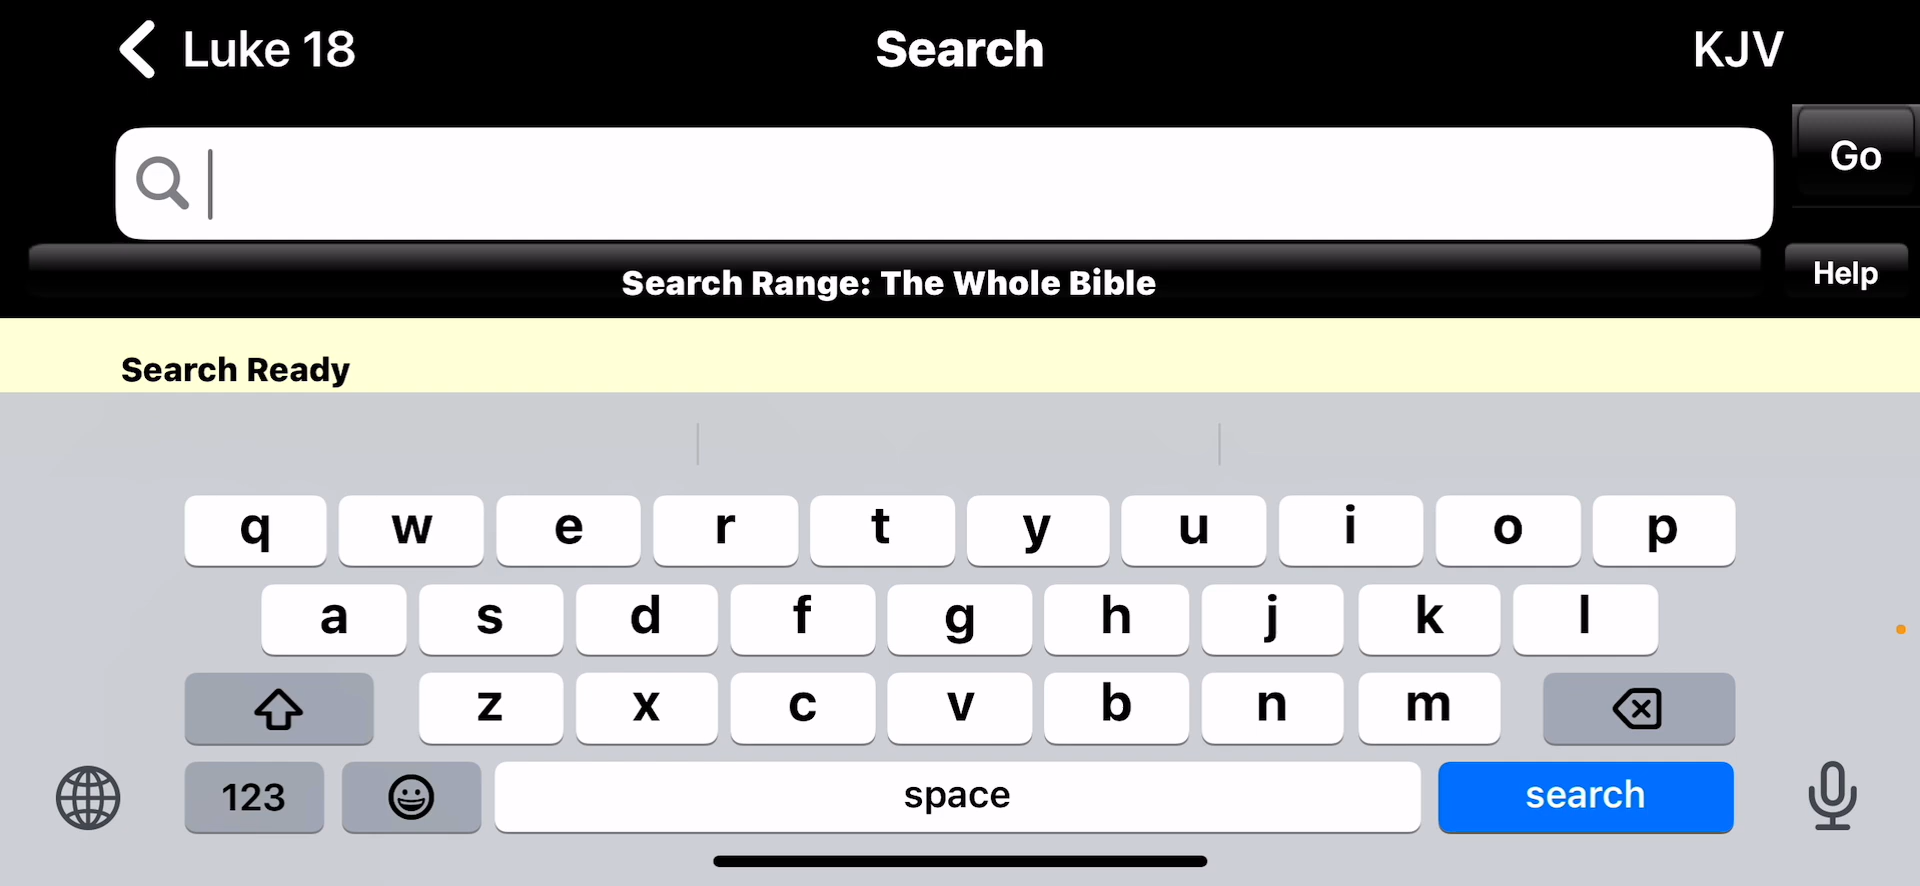 Luke 18 Search KJV
Go
Search Range: The Whole Bible Help
Search Ready
q w e r t y u i o p
a s d f g h j k l
z x c v b n m
123 space search